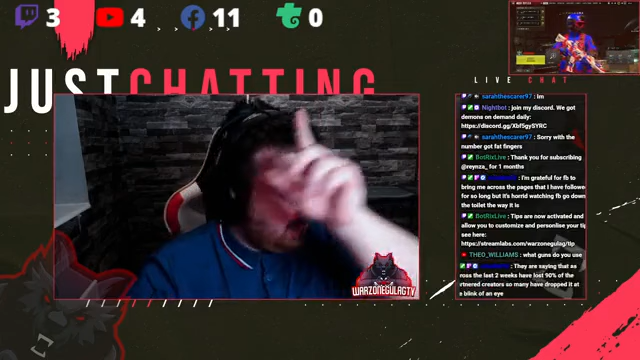 3
4
11
0
JUST CHATTING
LIVE CHAT
sarahthescarer97 : Im
Nightbot : join my discord. We got
demons on demand daily:
https://discord.gg/Xbf5gySYRC
sarahthescarer97 : Sorry with the
number got fat fingers
BotRixLive : Thank you for subscribing
@reynza_ for 1 months
: I'm grateful for fb to
bring me across the pages that I have followed
for so long but it's horrid watching fb go down
the toilet the way it is
BotRixLive : Tips are now activated and
allow you to customize and personlise your tip
see here:
https://streamlabs.com/warzonegulag/tip
THEO_WILLIAMS : what guns do you use
: They are saying that ac
ross the last 2 weeks have lost 90% of the
rtnered creators so many have dropped it at
e blink of an eye
WARZONEGULAGTV